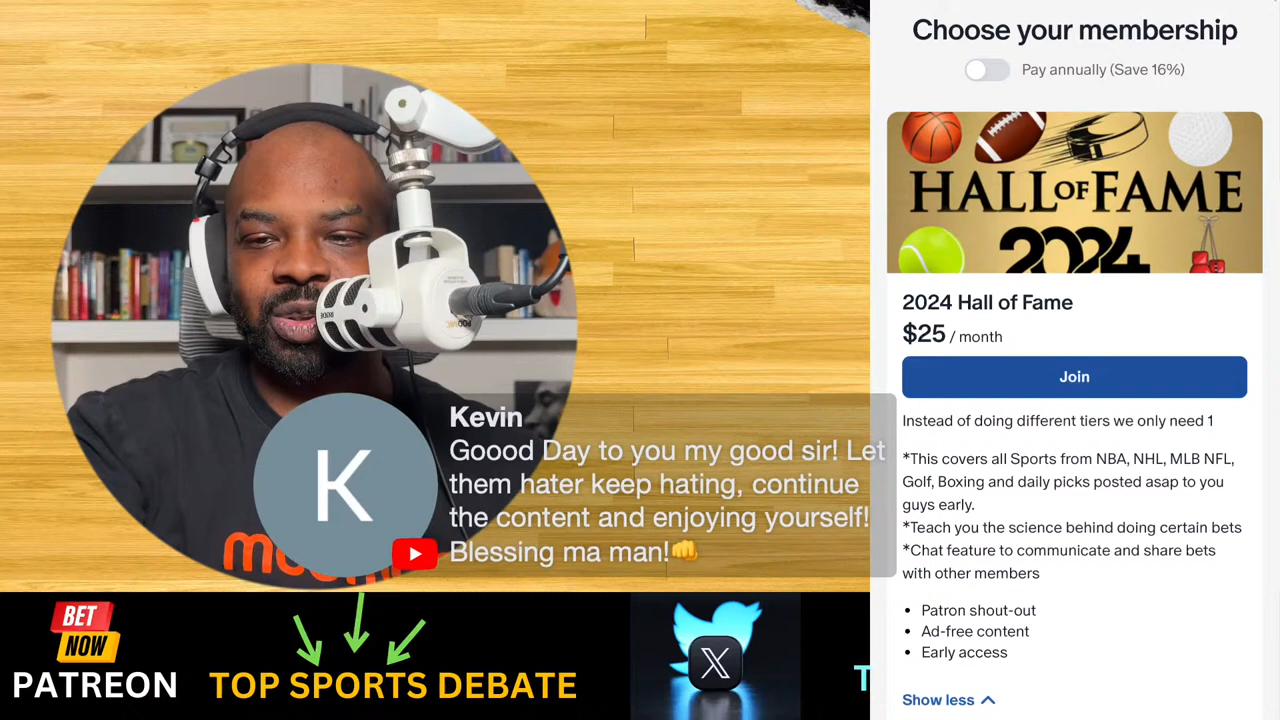 Choose your membership
Pay annually (Save 16%)
HALL OF FAME
2024
2024 Hall of Fame
$25 / month
Join
Instead of doing different tiers we only need 1
*This covers all Sports from NBA, NHL, MLB NFL,
Golf, Boxing and daily picks posted asap to you
guys early.
*Teach you the science behind doing certain bets
*Chat feature to communicate and share bets
with other members
• Patron shout-out
• Ad-free content
• Early access
Show less
RODE
K
Kevin
Goood Day to you my good sir! Let
them hater keep hating, continue
the content and enjoying yourself!
Blessing ma man!👊
BET
NOW
PATREON
TOP SPORTS DEBATE
X
T